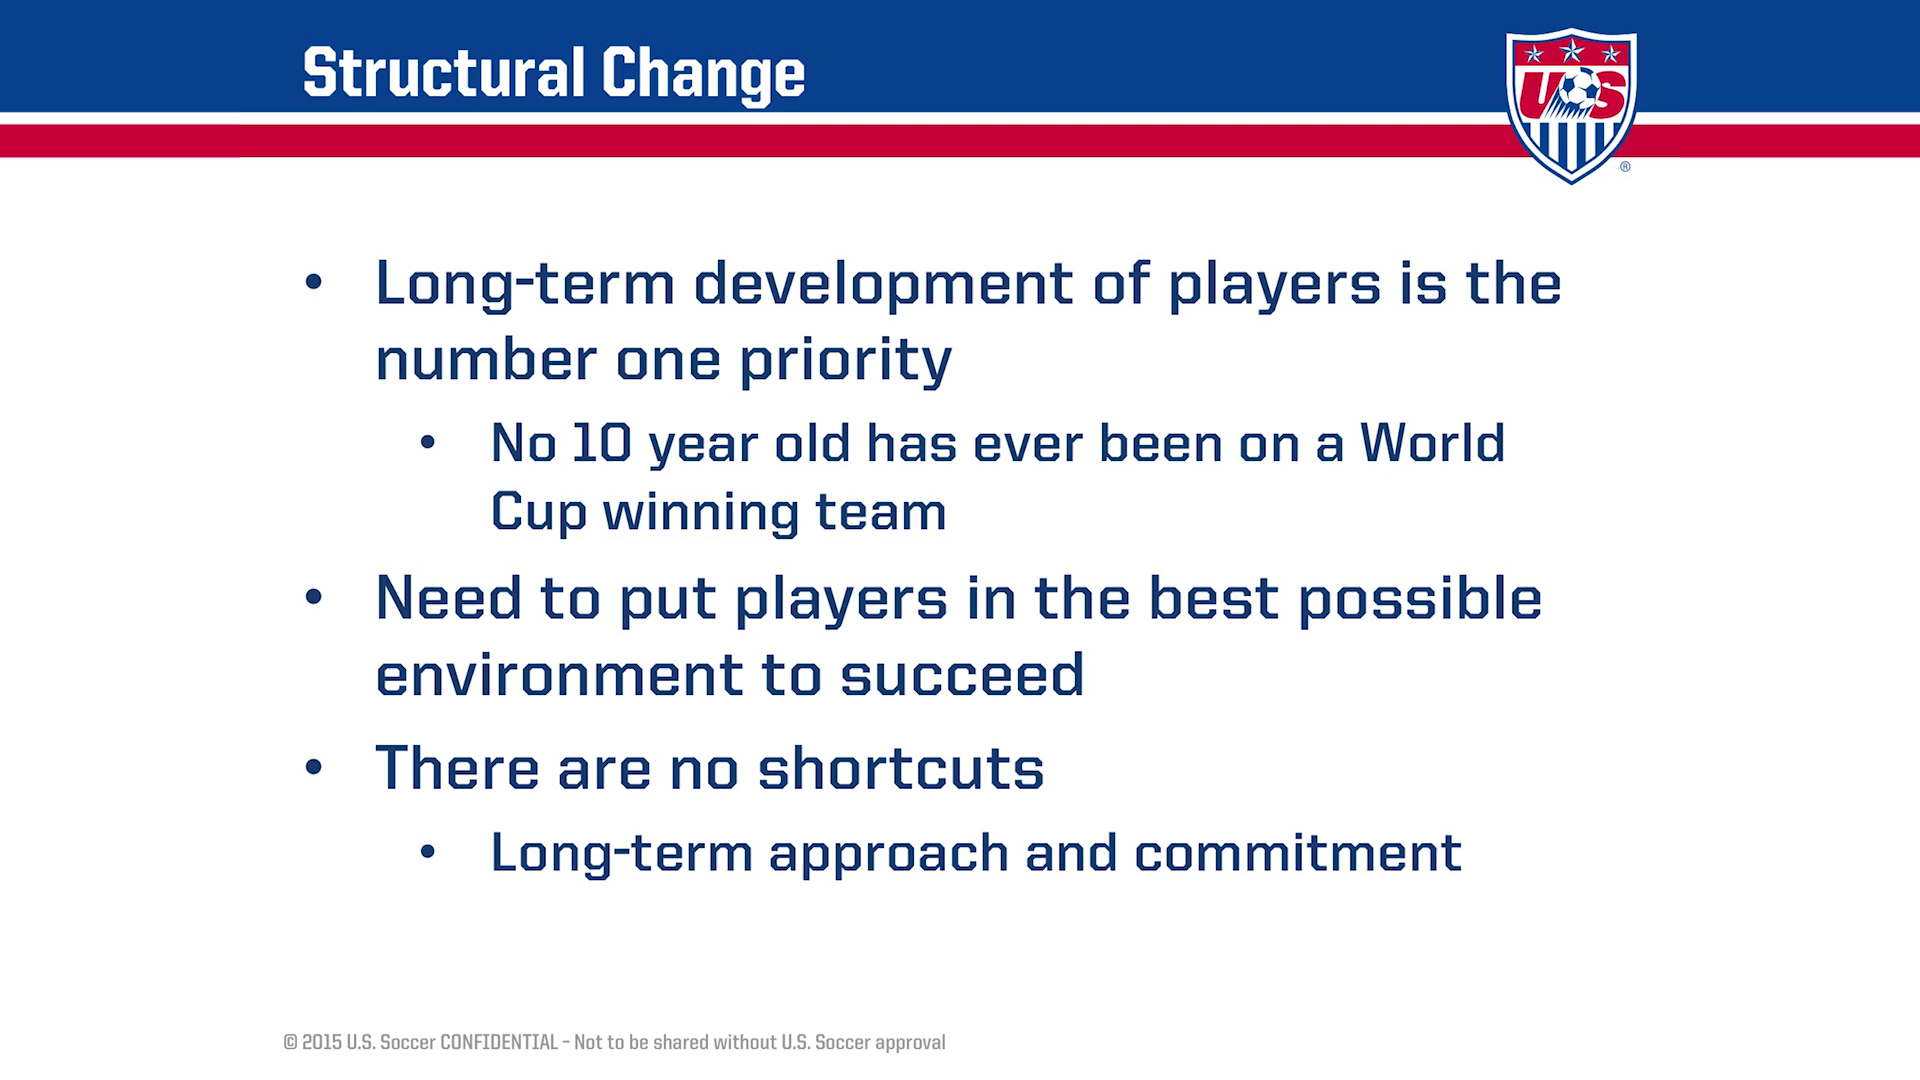 Structural Change
US
®
• Long-term development of players is the
number one priority
• No 10 year old has ever been on a World
Cup winning team
• Need to put players in the best possible
environment to succeed
• There are no shortcuts
• Long-term approach and commitment
© 2015 U.S. Soccer CONFIDENTIAL – Not to be shared without U.S. Soccer approval